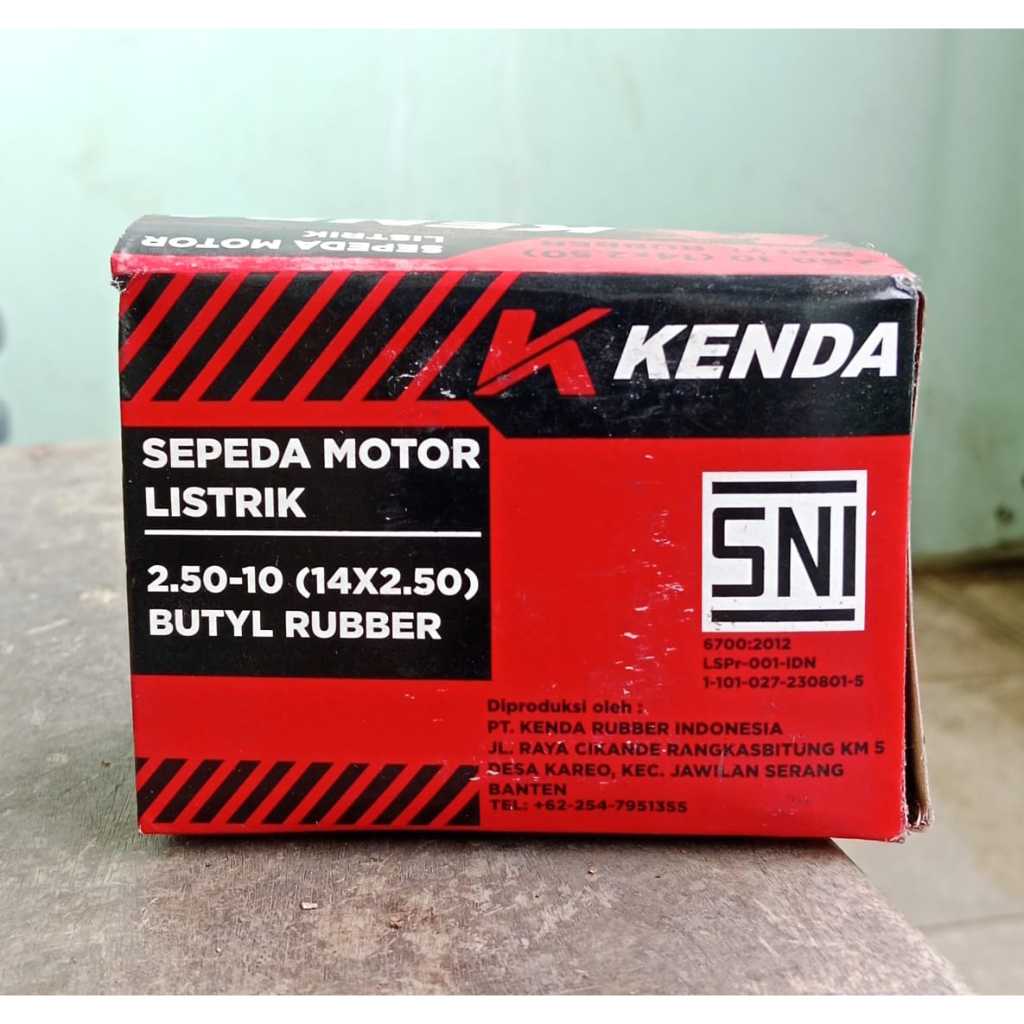 SEPEDA MOTOR
LISTRIK
KENDA
SEPEDA MOTOR
LISTRIK
2.50-10 (14X2.50)
BUTYL RUBBER
SNI
6700:2012
LSPr-001-IDN
1-101-027-230801-5
Diproduksi oleh :
PT. KENDA RUBBER INDONESIA
JL. RAYA CIKANDE-RANGKASBITUNG KM 5
DESA KAREO, KEC. JAWILAN SERANG
BANTEN
TEL: +62-254-7951355